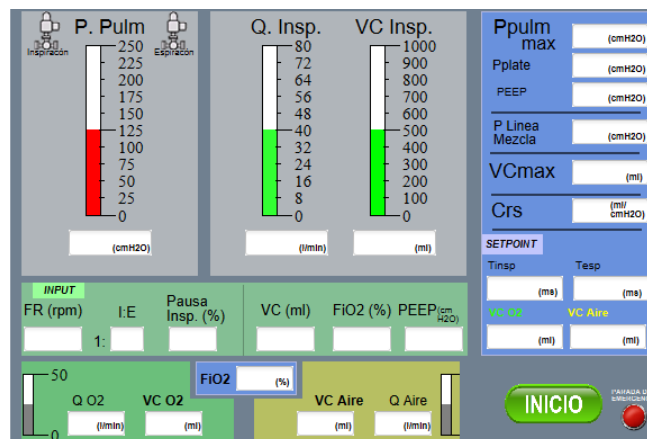 P. Pulm
Inspiración
Espiración
250
225
200
175
150
125
100
75
50
25
0
(cmH2O)
Q. Insp.
80
72
64
56
48
40
32
24
16
8
0
(l/min)
VC Insp.
1000
900
800
700
600
500
400
300
200
100
0
(ml)
Ppulm
max
(cmH2O)
Pplate
(cmH2O)
PEEP
(cmH2O)
P Linea
Mezcla
(cmH2O)
VCmax
(ml)
Crs
(ml/
cmH2O)
SETPOINT
Tinsp
Tesp
(ms)
(ms)
VC O2
VC Aire
(ml)
(ml)
INPUT
FR (rpm)
I:E
Pausa
Insp. (%)
VC (ml)
FiO2 (%)
PEEP(cm
H2O)
1:
50
0
Q O2
VC O2
(l/min)
(ml)
FiO2
(%)
VC Aire
Q Aire
(ml)
(l/min)
INICIO
PARADA D
EMERGENC